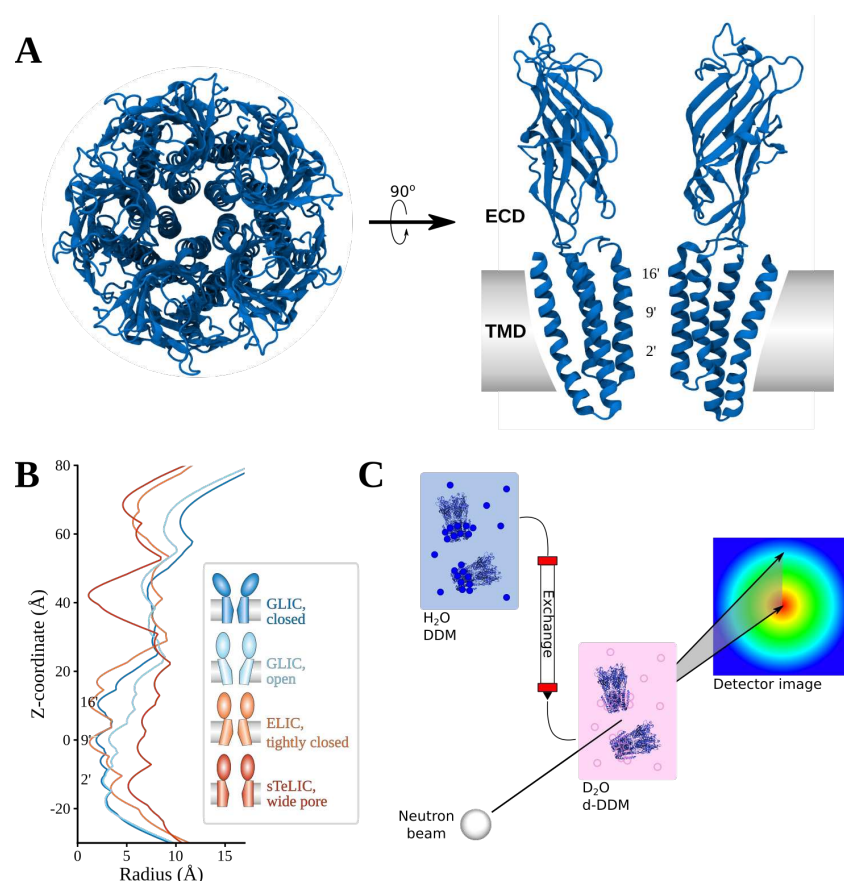 A
90°
ECD
TMD
16'
9'
2'
B
80
60
40
20
0
-20
Z-coordinate (Å)
16'
9'
2'
0
5
10
15
Radius (Å)
GLIC,
closed
GLIC,
open
ELIC,
tightly closed
sTeLIC,
wide pore
C
H₂O
DDM
Exchange
D₂O
d-DDM
Detector image
Neutron
beam